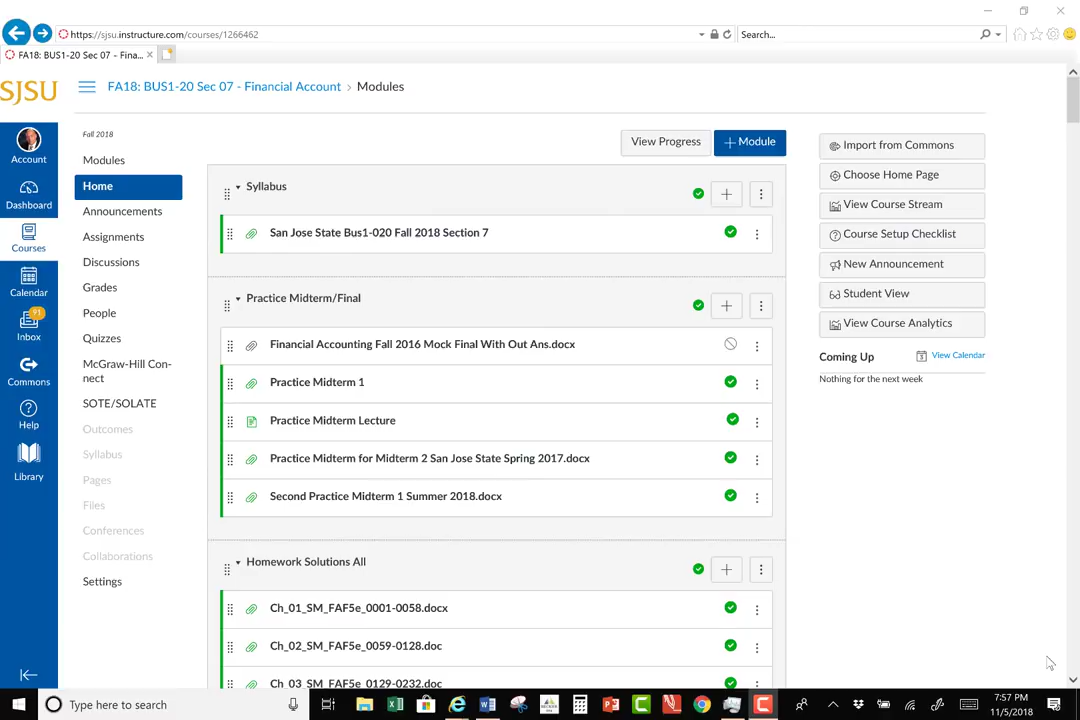 https://sjsu.instructure.com/courses/1266462
Search...
FA18: BUS1-20 Sec 07 - Fina...
SJSU
FA18: BUS1-20 Sec 07 - Financial Account › Modules
Account
Dashboard
Courses
Calendar
91
Inbox
Commons
Help
Library
Fall 2018
Modules
Home
Announcements
Assignments
Discussions
Grades
People
Quizzes
McGraw-Hill Con-
nect
SOTE/SOLATE
Outcomes
Syllabus
Pages
Files
Conferences
Collaborations
Settings
View Progress
+ Module
Syllabus
San Jose State Bus1-020 Fall 2018 Section 7
Practice Midterm/Final
Financial Accounting Fall 2016 Mock Final With Out Ans.docx
Practice Midterm 1
Practice Midterm Lecture
Practice Midterm for Midterm 2 San Jose State Spring 2017.docx
Second Practice Midterm 1 Summer 2018.docx
Homework Solutions All
Ch_01_SM_FAF5e_0001-0058.docx
Ch_02_SM_FAF5e_0059-0128.doc
Ch_03_SM_FAF5e_0129-0232.doc
Import from Commons
Choose Home Page
View Course Stream
Course Setup Checklist
New Announcement
Student View
View Course Analytics
Coming Up
View Calendar
Nothing for the next week
Type here to search
7:57 PM
11/5/2018